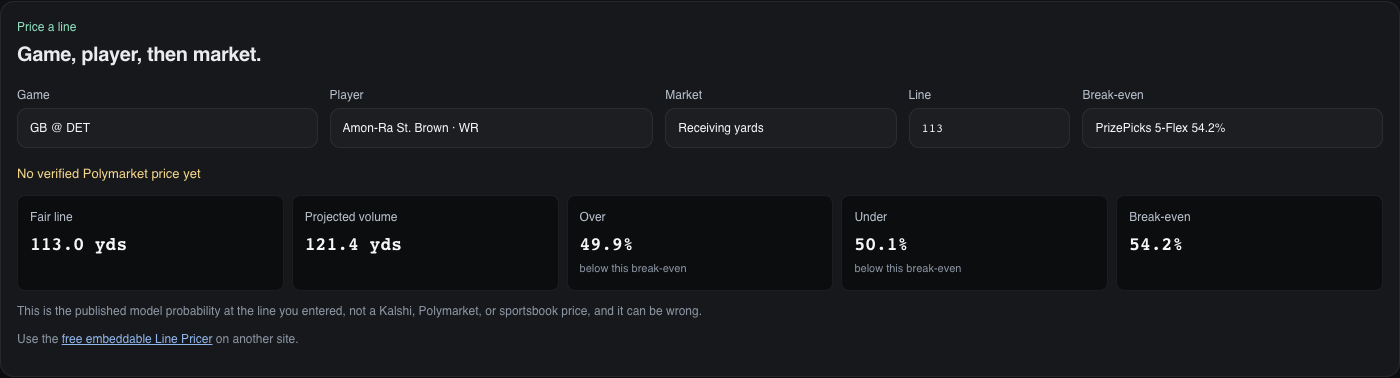 Price a line
Game, player, then market.
Game Player Market Line Break-even
GB @ DET Amon-Ra St. Brown · WR Receiving yards 113 PrizePicks 5-Flex 54.2%
No verified Polymarket price yet
Fair line Projected volume Over Under Break-even
113.0 yds 121.4 yds 49.9% 50.1% 54.2%
below this break-even below this break-even
This is the published model probability at the line you entered, not a Kalshi, Polymarket, or sportsbook price, and it can be wrong.
Use the free embeddable Line Pricer on another site.